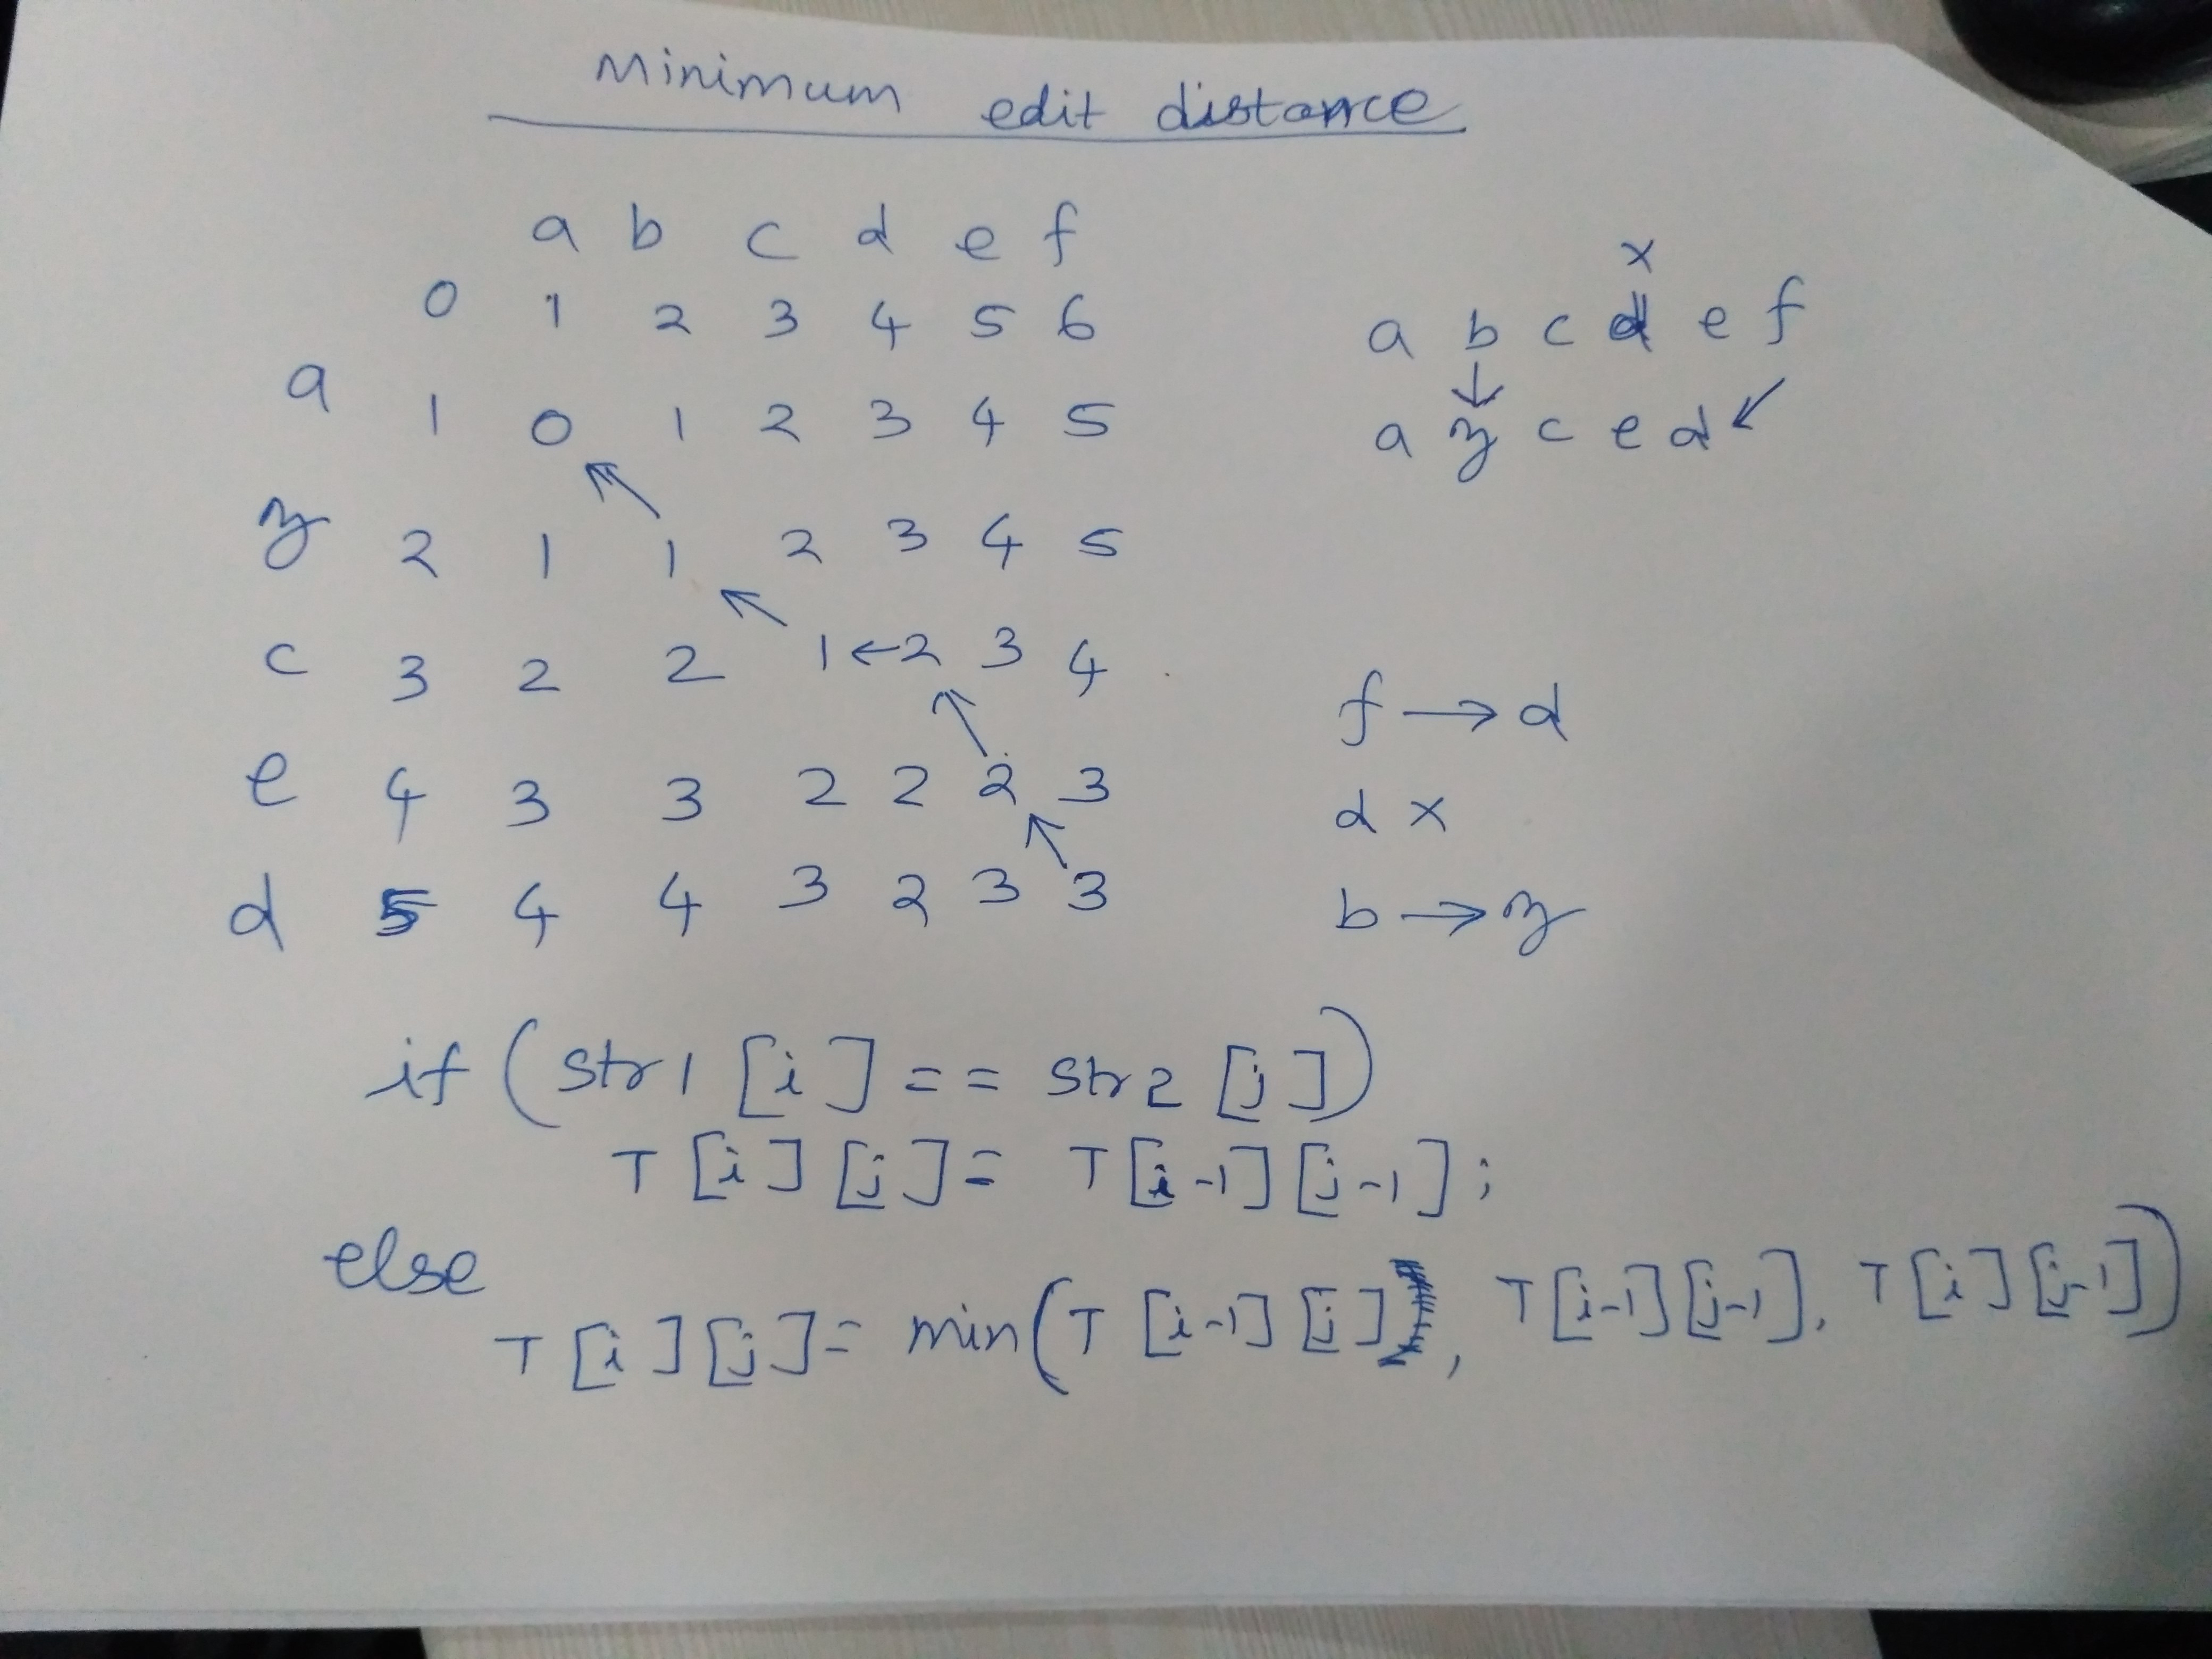 Minimum edit distance
a b c d e f
0 1 2 3 4 5 6
a 1 0 1 2 3 4 5
z 2 1 1 2 3 4 5
c 3 2 2 1 ← 2 3 4
e 4 3 3 2 2 2 3
d 5 4 4 3 2 3 3
x
a b c d e f
a z c e d
f → d
d x
b → z
if (str1 [i] == str2 [j])
T [i] [j] = T [i-1] [j-1];
else
T [i] [j] = min(T [i-1] [j], T [i-1] [j-1], T [i] [j-1])